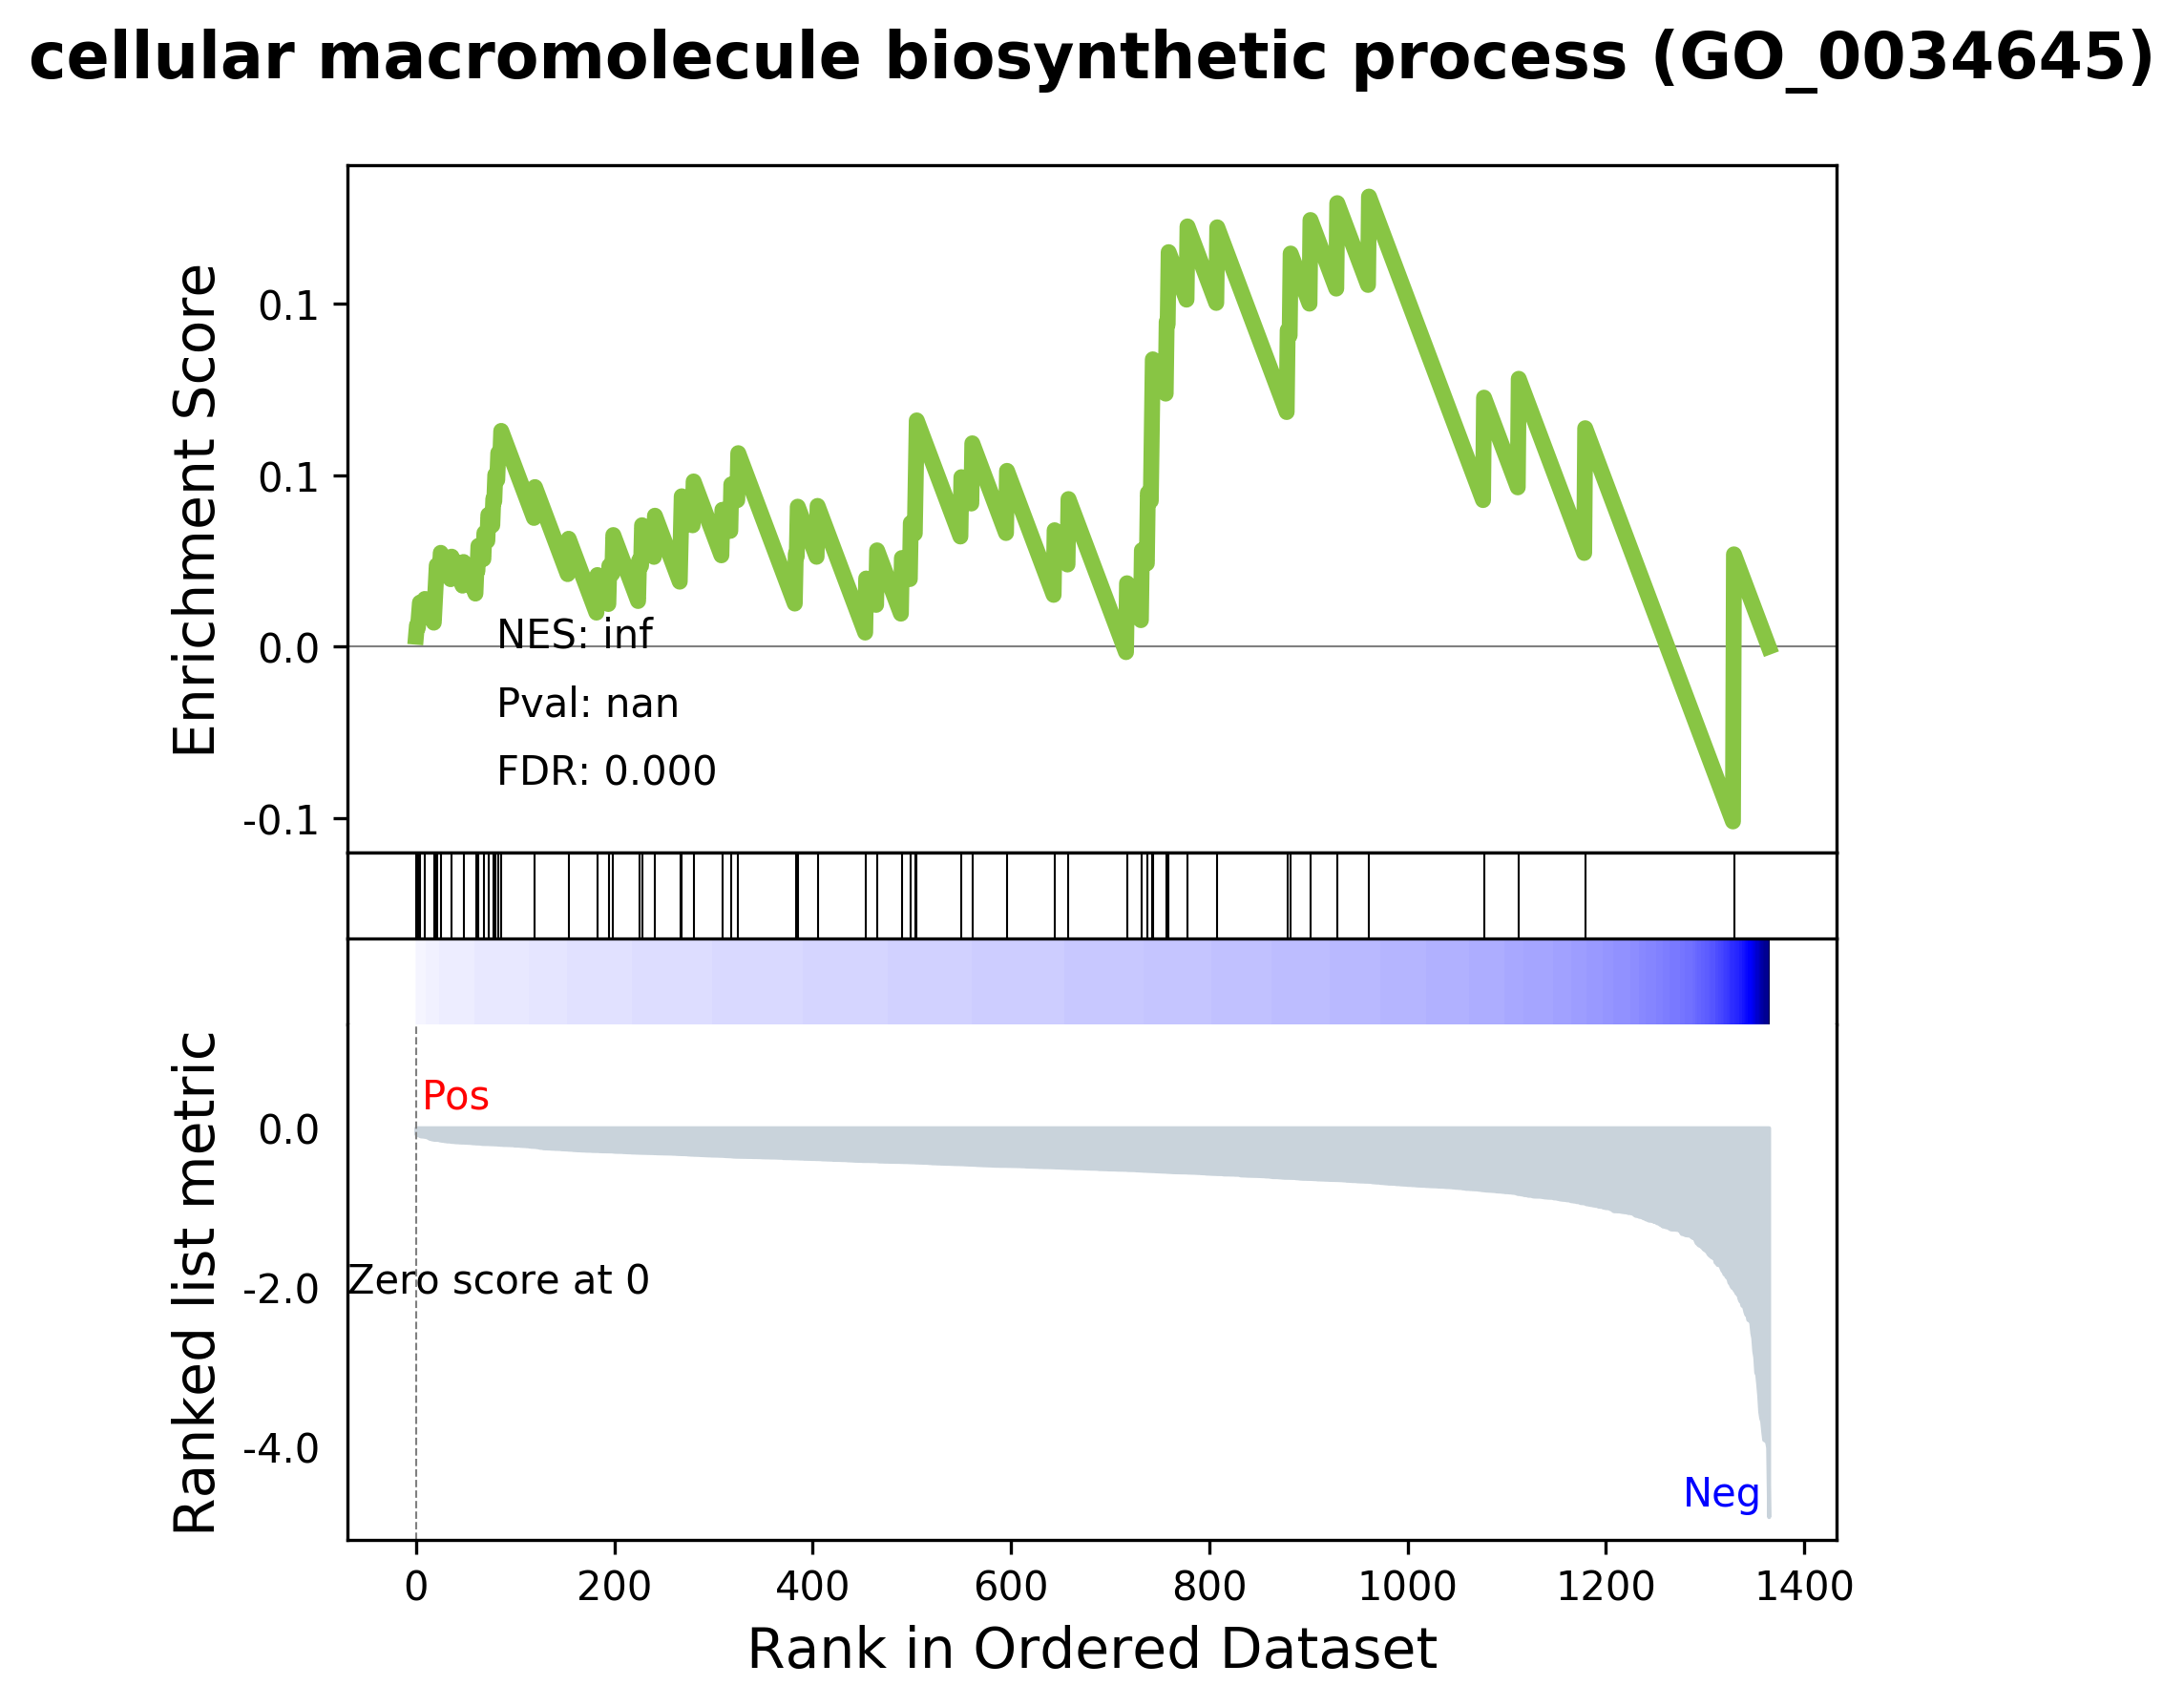 cellular macromolecule biosynthetic process (GO_0034645)
Enrichment Score
0.1
0.1
0.0
-0.1
NES: inf
Pval: nan
FDR: 0.000
Ranked list metric
Pos
0.0
-2.0
-4.0
Zero score at 0
Neg
0 200 400 600 800 1000 1200 1400
Rank in Ordered Dataset